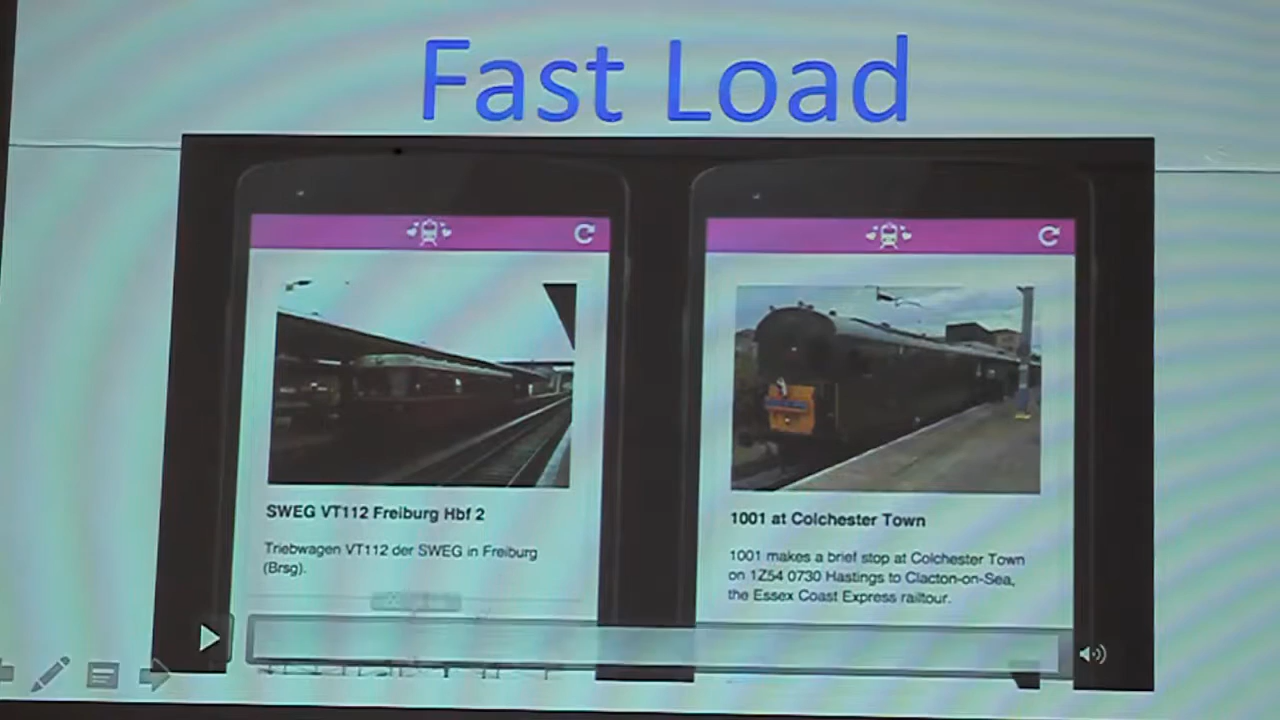 Fast Load
SWEG VT112 Freiburg Hbf 2
Triebwagen VT112 der SWEG in Freiburg
(Brsg).
1001 at Colchester Town
1001 makes a brief stop at Colchester Town
on 1Z54 0730 Hastings to Clacton-on-Sea,
the Essex Coast Express railtour.